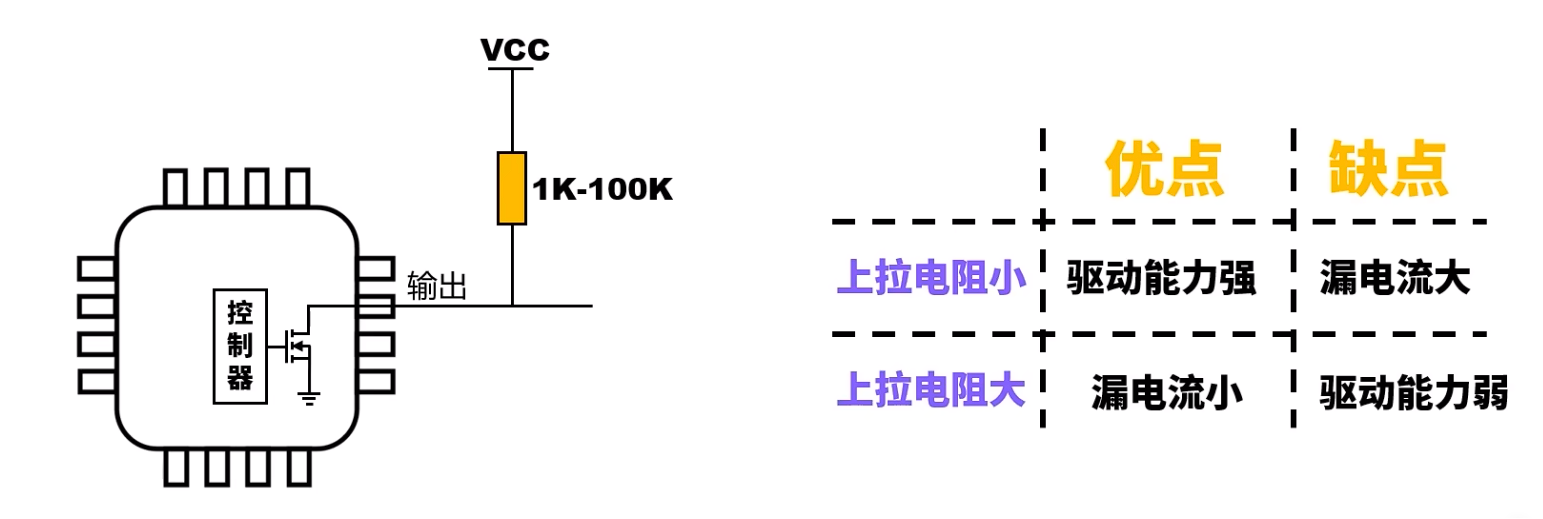 VCC
1K-100K
输出
控制器
优点 缺点
上拉电阻小 驱动能力强 漏电流大
上拉电阻大 漏电流小 驱动能力弱